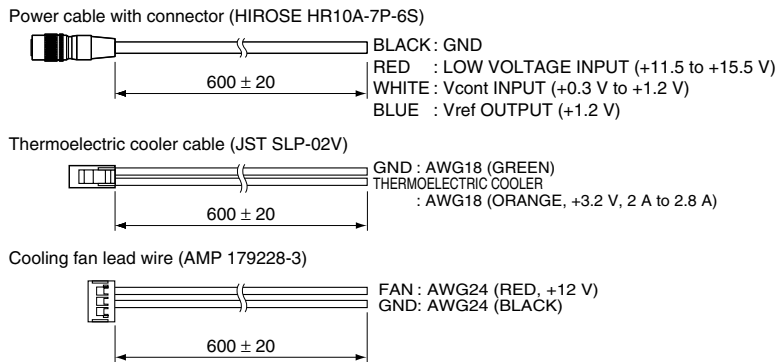 Power cable with connector (HIROSE HR10A-7P-6S)
BLACK : GND
RED : LOW VOLTAGE INPUT (+11.5 to +15.5 V)
WHITE : Vcont INPUT (+0.3 V to +1.2 V)
BLUE : Vref OUTPUT (+1.2 V)
600 ± 20
Thermoelectric cooler cable (JST SLP-02V)
GND : AWG18 (GREEN)
THERMOELECTRIC COOLER
: AWG18 (ORANGE, +3.2 V, 2 A to 2.8 A)
600 ± 20
Cooling fan lead wire (AMP 179228-3)
FAN : AWG24 (RED, +12 V)
GND: AWG24 (BLACK)
600 ± 20